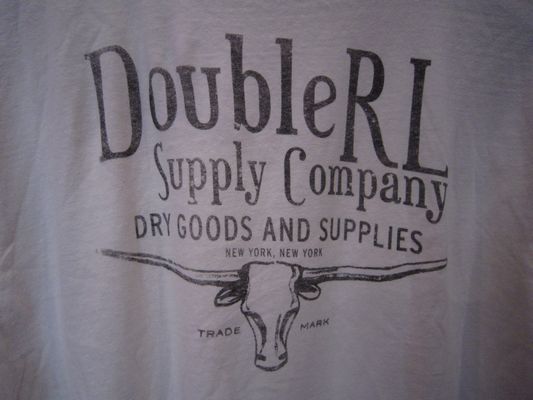 DoubleRL
Supply Company
DRY GOODS AND SUPPLIES
NEW YORK, NEW YORK
TRADE MARK